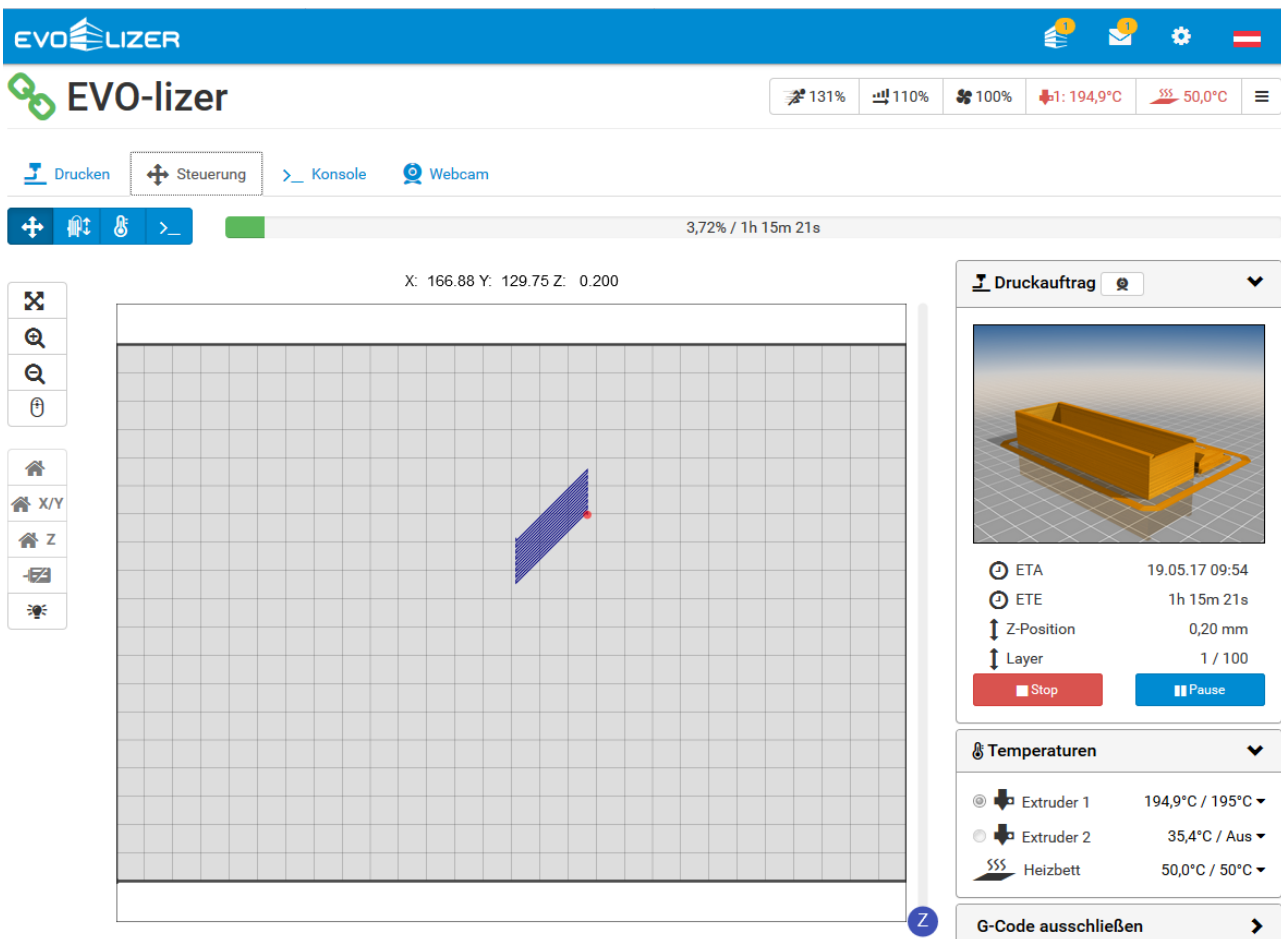 EVOLIZER
1
1
EVO-lizer
131%
110%
100%
1: 194,9°C
50,0°C
Drucken
Steuerung
>_ Konsole
Webcam
>_
3,72% / 1h 15m 21s
X: 166.88 Y: 129.75 Z: 0.200
X/Y
Z
Z
Druckauftrag
ETA 19.05.17 09:54
ETE 1h 15m 21s
Z-Position 0,20 mm
Layer 1 / 100
Stop
Pause
Temperaturen
Extruder 1 194,9°C / 195°C
Extruder 2 35,4°C / Aus
Heizbett 50,0°C / 50°C
G-Code ausschließen